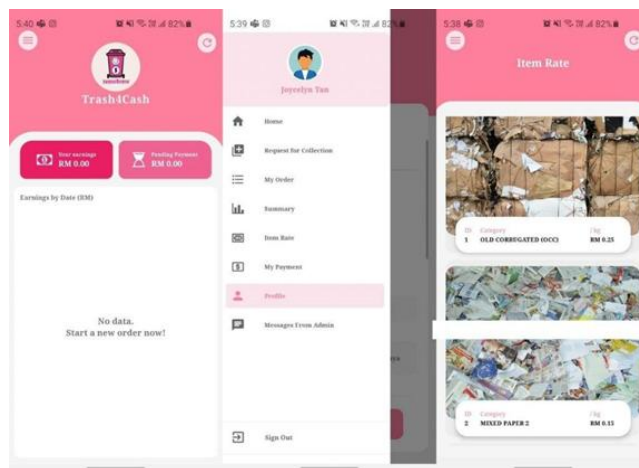 5:40
82%
Trash4Cash
Your earnings
RM 0.00
Pending Payment
RM 0.00
Earnings by Date (RM)
No data.
Start a new order now!
5:39
82%
Joycelyn Tan
Home
Request for Collection
My Order
Summary
Item Rate
My Payment
Profile
Messages From Admin
Sign Out
5:38
82%
Item Rate
ID Category / kg
1 OLD CORRUGATED (OCC) RM 0.25
ID Category / kg
2 MIXED PAPER 2 RM 0.15